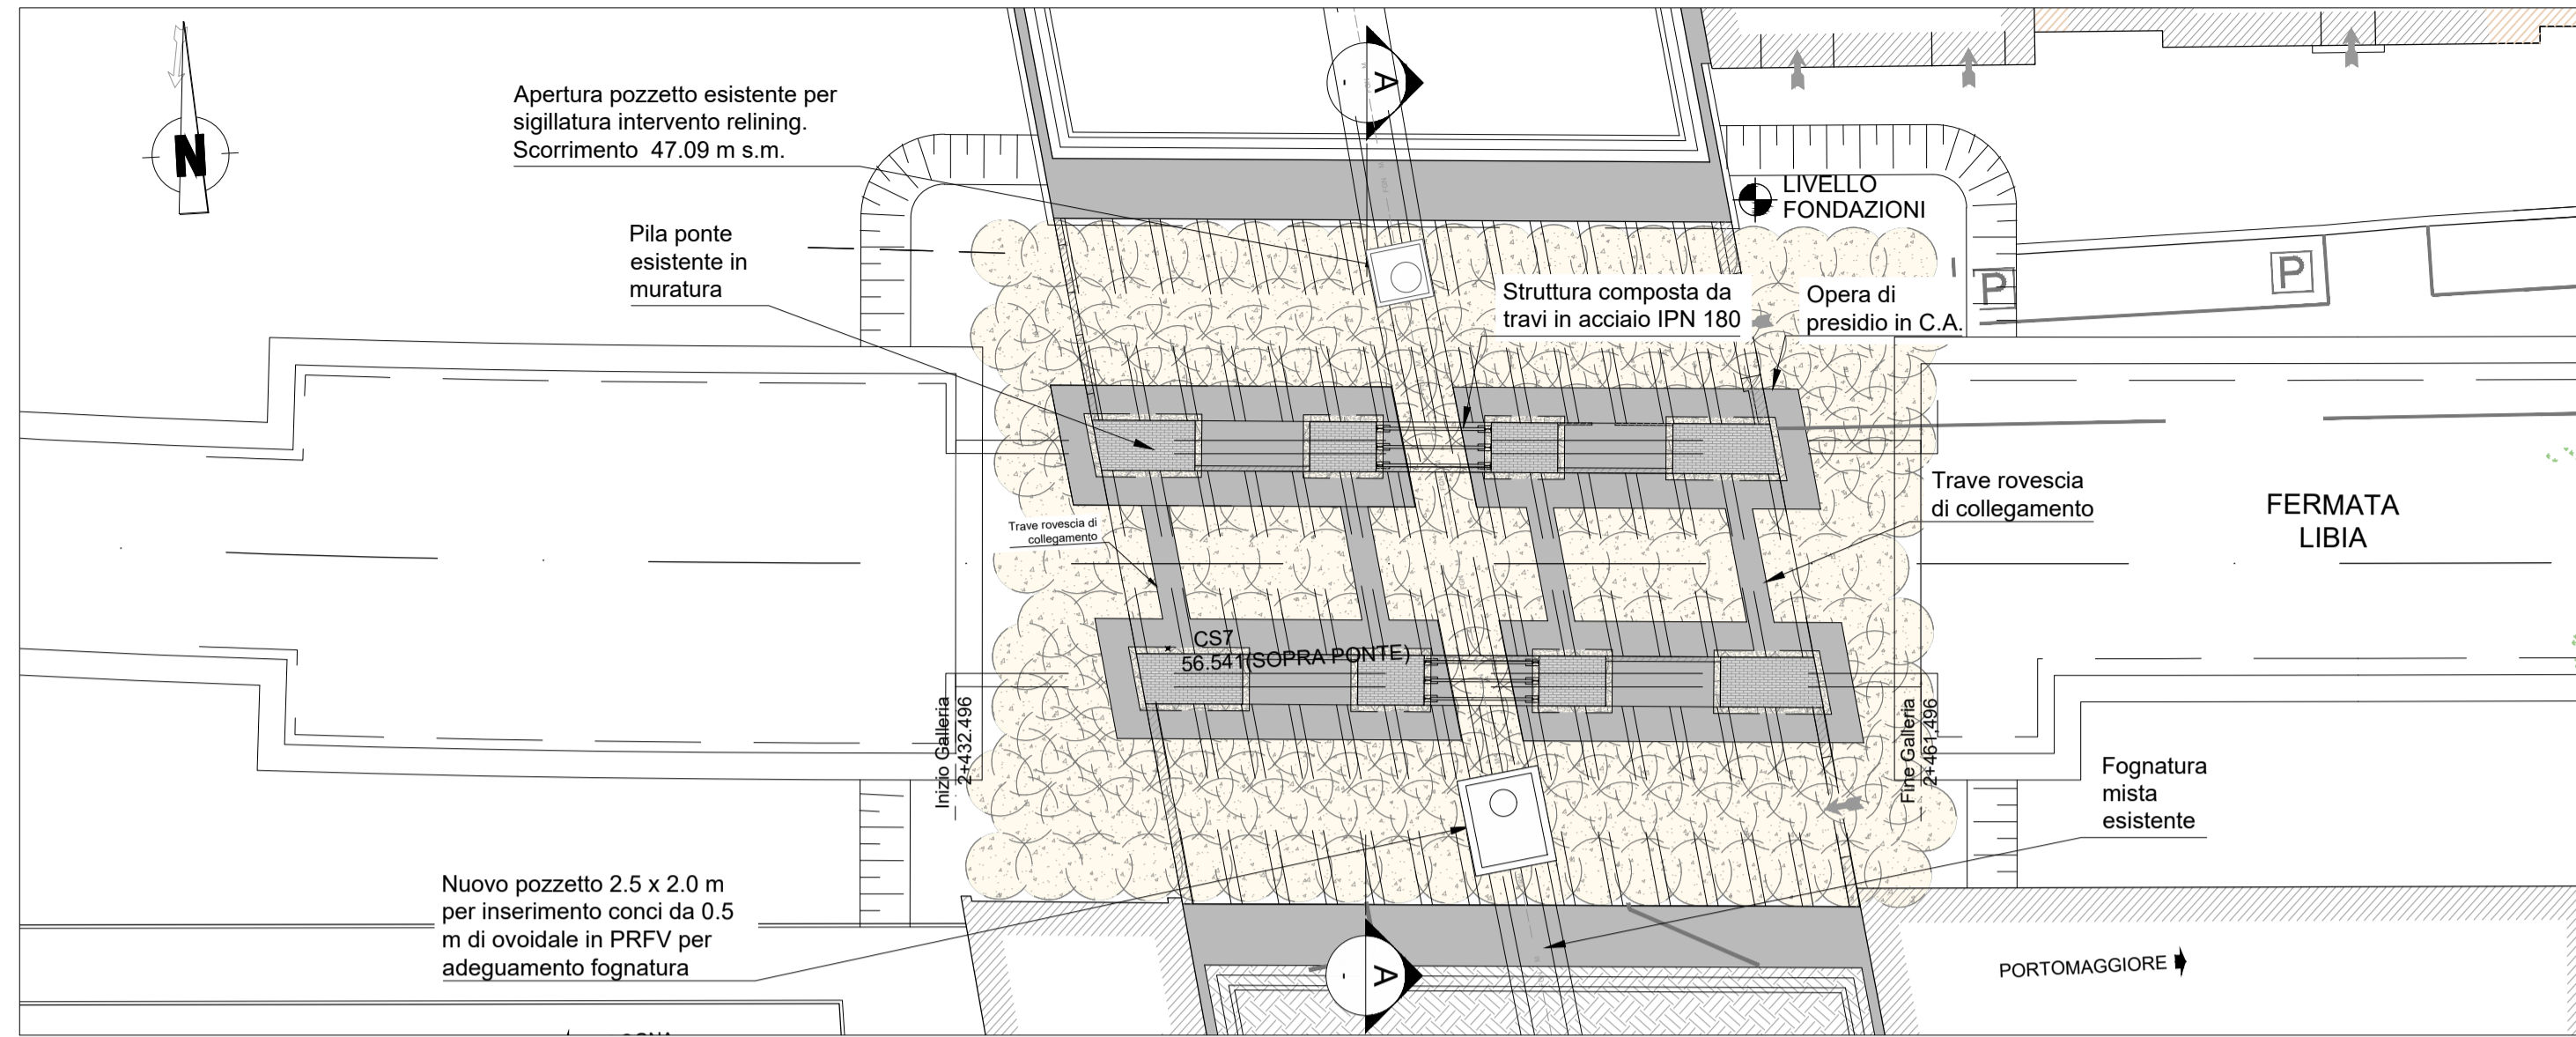 N
Apertura pozzetto esistente per
sigillatura intervento relining.
Scorrimento 47.09 m s.m.
A
LIVELLO
FONDAZIONI
Pila ponte
esistente in
muratura
Struttura composta da
travi in acciaio IPN 180
Opera di
presidio in C.A.
P
P
Trave rovescia
di collegamento
FERMATA
LIBIA
Trave rovescia di
collegamento
CS7
56.541(SOPRA PONTE)
Inizio Galleria
2+432.496
Fine Galleria
2+461.496
Fognatura
mista
esistente
Nuovo pozzetto 2.5 x 2.0 m
per inserimento conci da 0.5
m di ovoidale in PRFV per
adeguamento fognatura
A
PORTOMAGGIORE